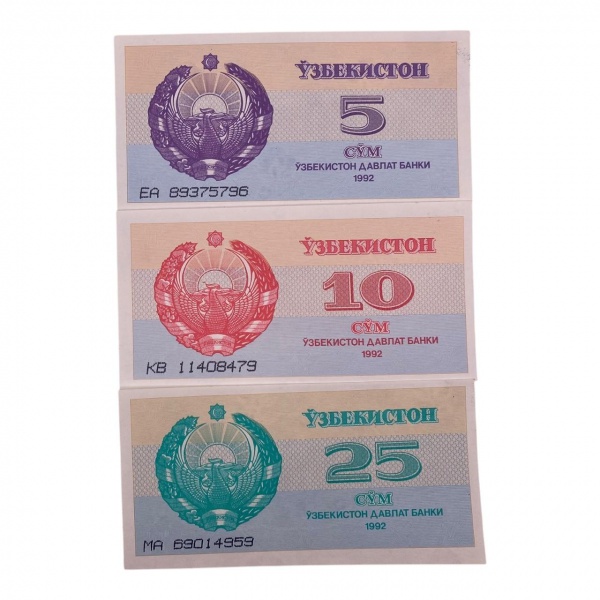 ЎЗБЕКИСТОН
5
СЎМ
ЎЗБЕКИСТОН ДАВЛАТ БАНКИ
1992
ЕА 89375796
ЎЗБЕКИСТОН
10
СЎМ
ЎЗБЕКИСТОН ДАВЛАТ БАНКИ
1992
КВ 11408479
ЎЗБЕКИСТОН
25
СЎМ
ЎЗБЕКИСТОН ДАВЛАТ БАНКИ
1992
МА 69014959